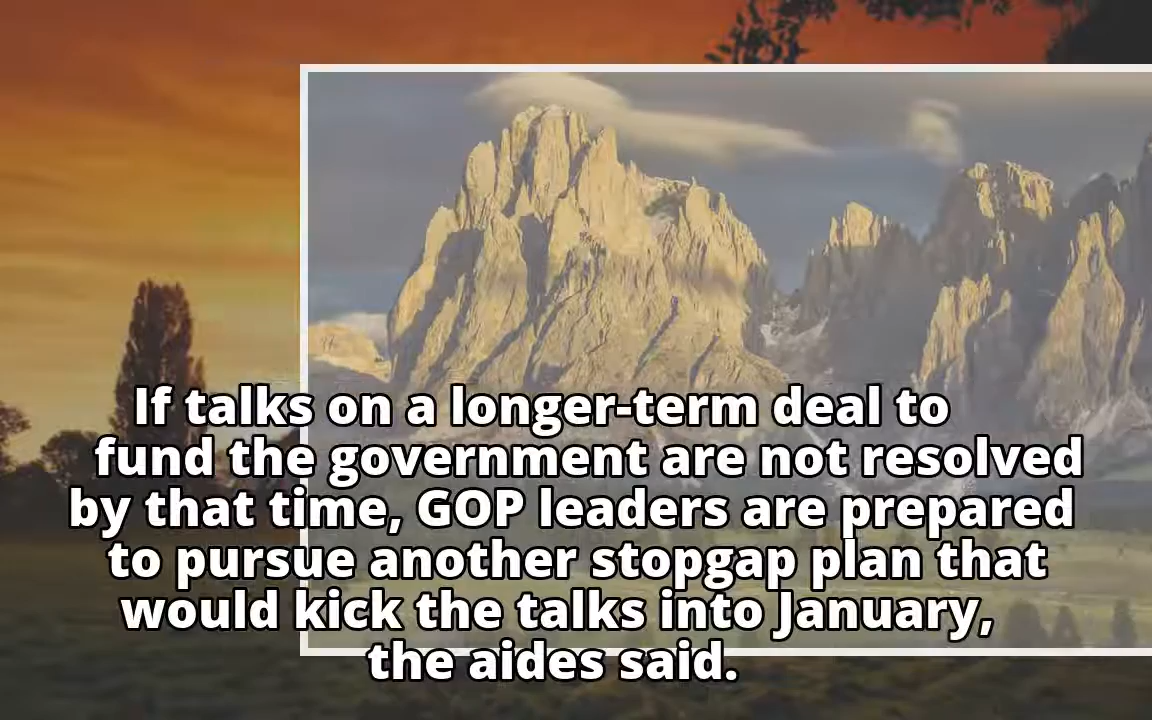 If talks on a longer-term deal to
fund the government are not resolved
by that time, GOP leaders are prepared
to pursue another stopgap plan that
would kick the talks into January,
the aides said.